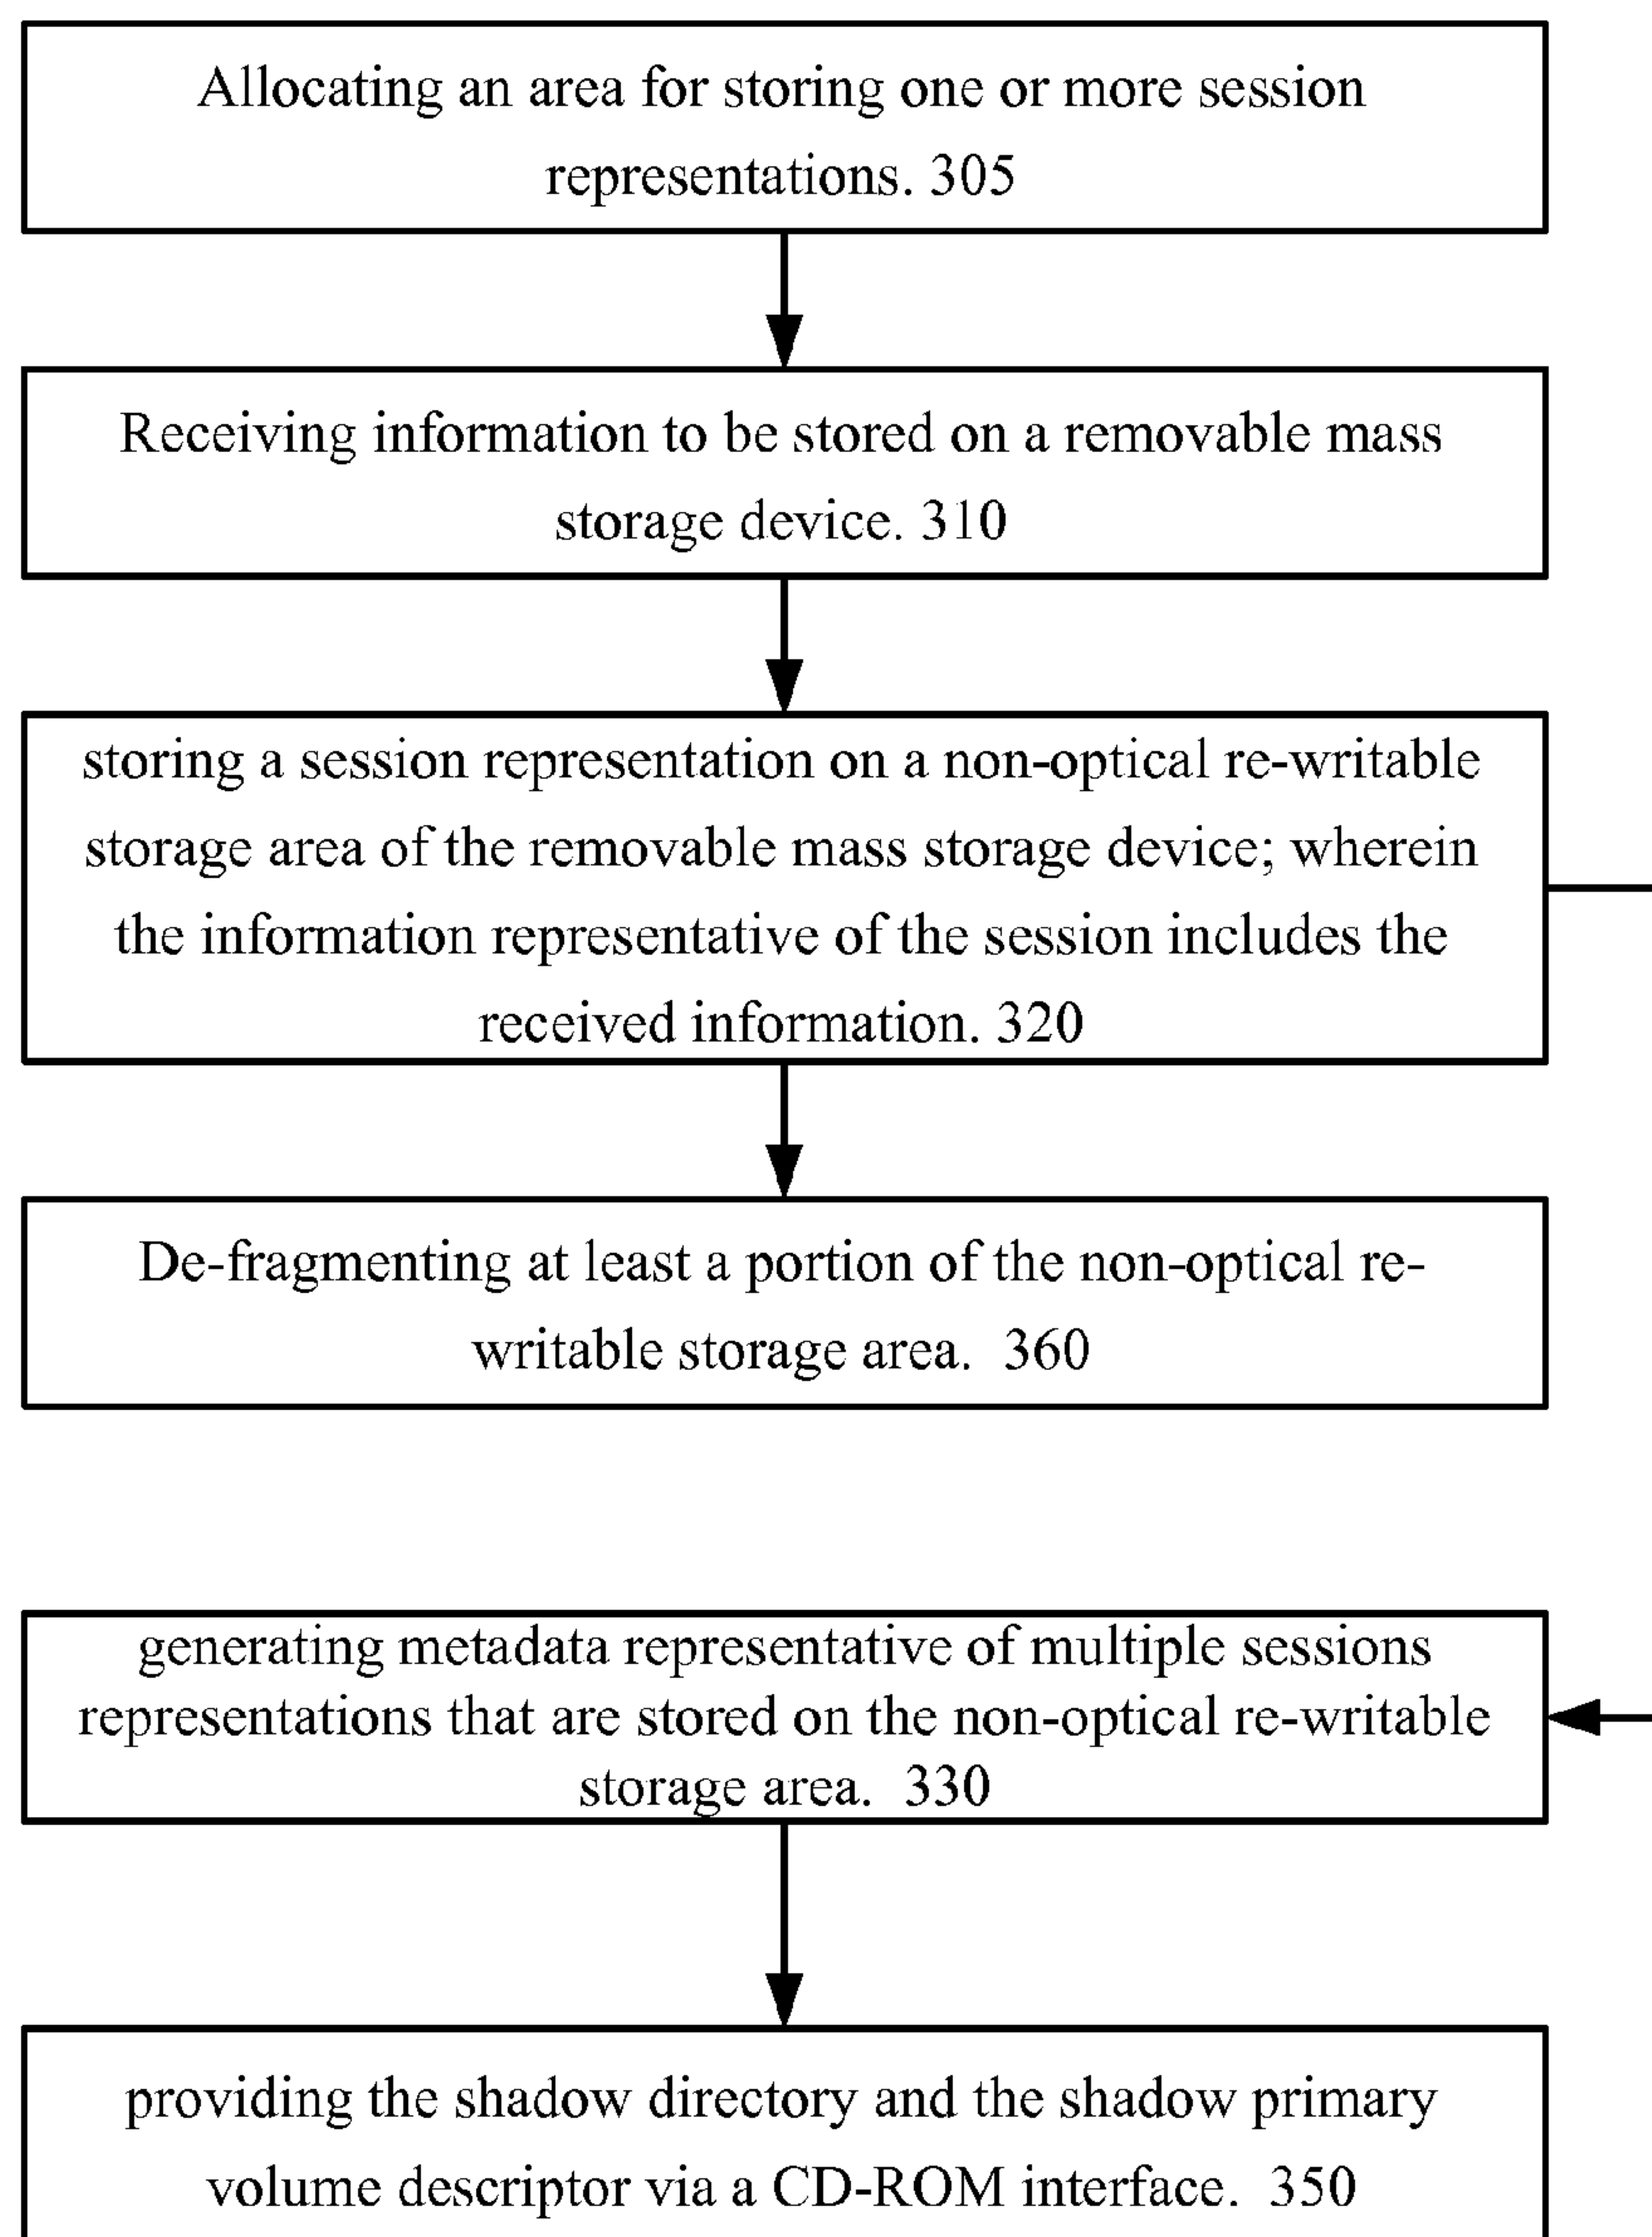 Allocating an area for storing one or more session
representations. 305
Receiving information to be stored on a removable mass
storage device. 310
storing a session representation on a non-optical re-writable
storage area of the removable mass storage device; wherein
the information representative of the session includes the
received information. 320
De-fragmenting at least a portion of the non-optical re-
writable storage area. 360
generating metadata representative of multiple sessions
representations that are stored on the non-optical re-writable
storage area. 330
providing the shadow directory and the shadow primary
volume descriptor via a CD-ROM interface. 350